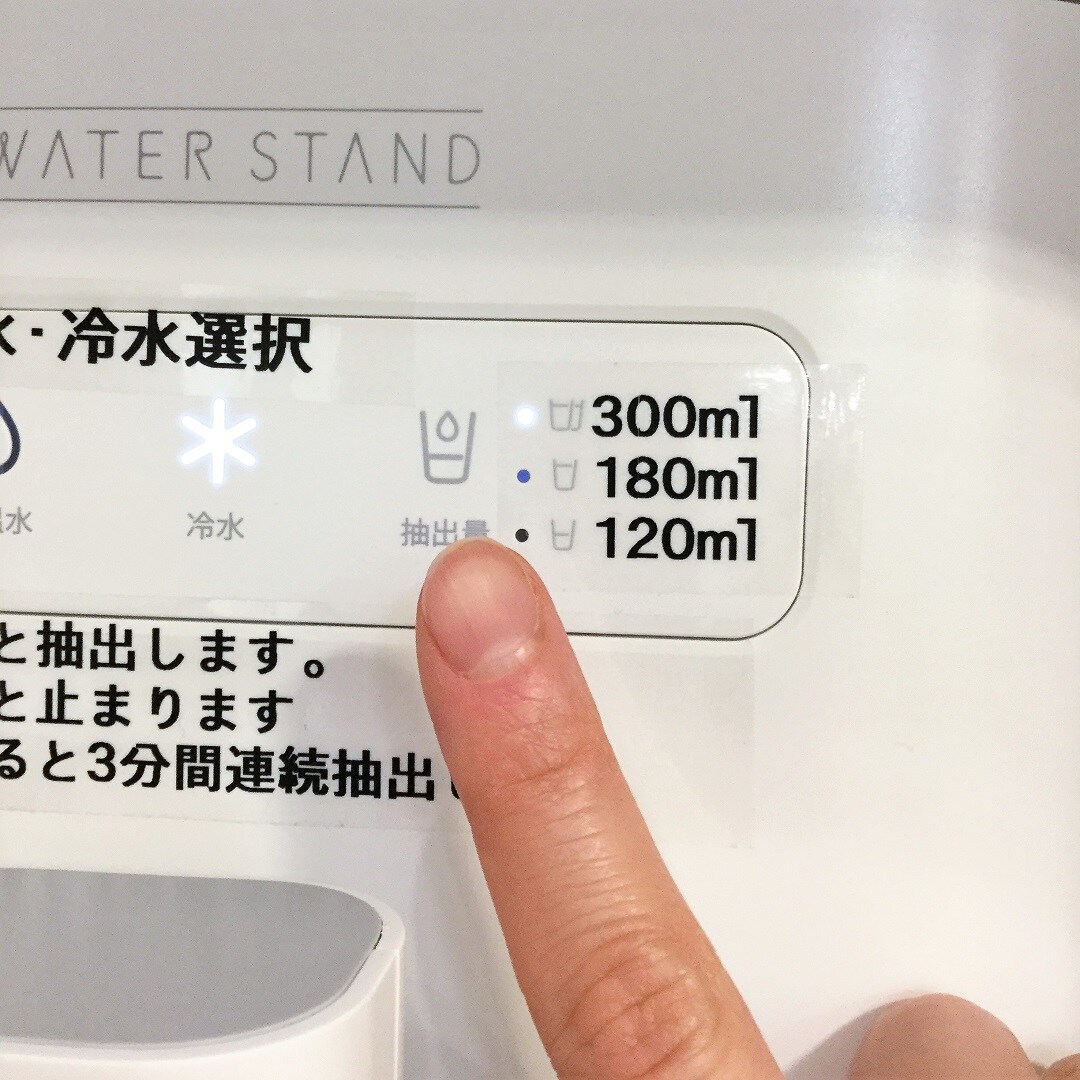 WATER STAND
・冷水選択
300ml
180ml
120ml
水
冷水
抽出量
と抽出します。
と止まります
ると3分間連続抽出し